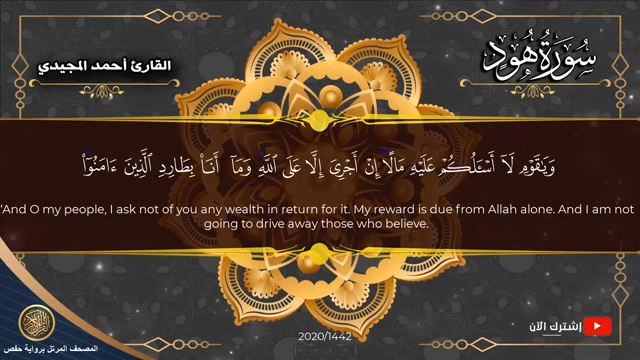 القارئ أحمد المجيدي
سورة هود
وَيَٰقَوۡمِ لَآ أَسۡـَٔلُكُمۡ عَلَيۡهِ مَالًاۖ إِنۡ أَجۡرِيَ إِلَّا عَلَى ٱللَّهِۚ وَمَآ أَنَا۠ بِطَارِدِ ٱلَّذِينَ ءَامَنُوٓاْۚ
‘And O my people, I ask not of you any wealth in return for it. My reward is due from Allah alone. And I am not
going to drive away those who believe.
إشترك الآن
2020/1442
المصحف المرتل برواية حفص